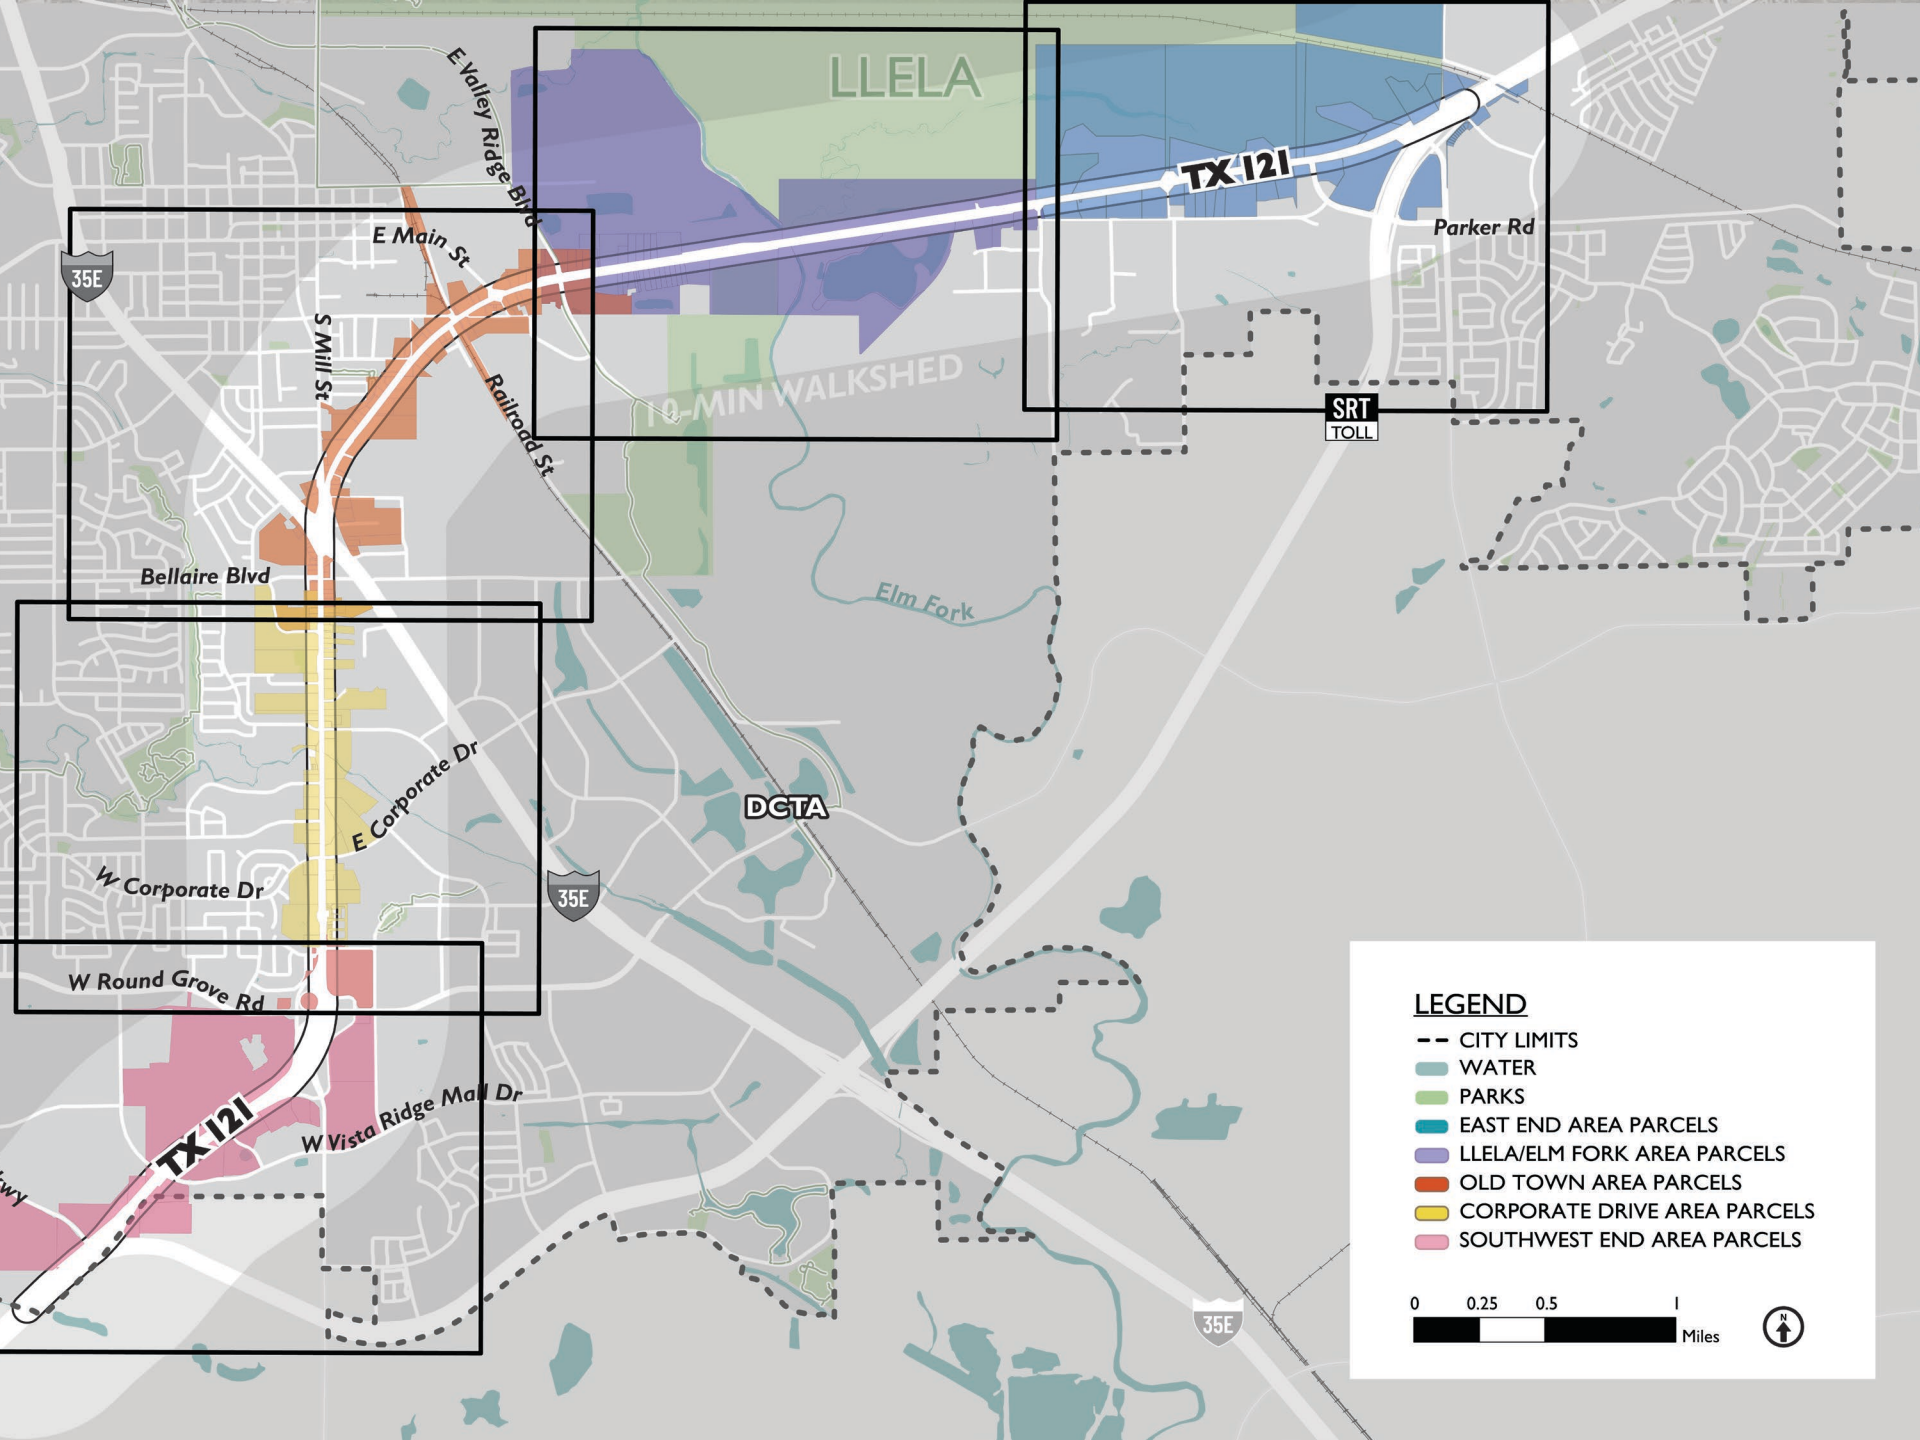 LLELA
E Valley Ridge Blvd
TX 121
Parker Rd
E Main St
35E
S Mill St
10-MIN WALKSHED
Railroad St
SRT
TOLL
Bellaire Blvd
Elm Fork
E Corporate Dr
DCTA
W Corporate Dr
35E
W Round Grove Rd
W Vista Ridge Mall Dr
TX 121
35E
LEGEND
CITY LIMITS
WATER
PARKS
EAST END AREA PARCELS
LLELA/ELM FORK AREA PARCELS
OLD TOWN AREA PARCELS
CORPORATE DRIVE AREA PARCELS
SOUTHWEST END AREA PARCELS
0 0.25 0.5 1
Miles
N